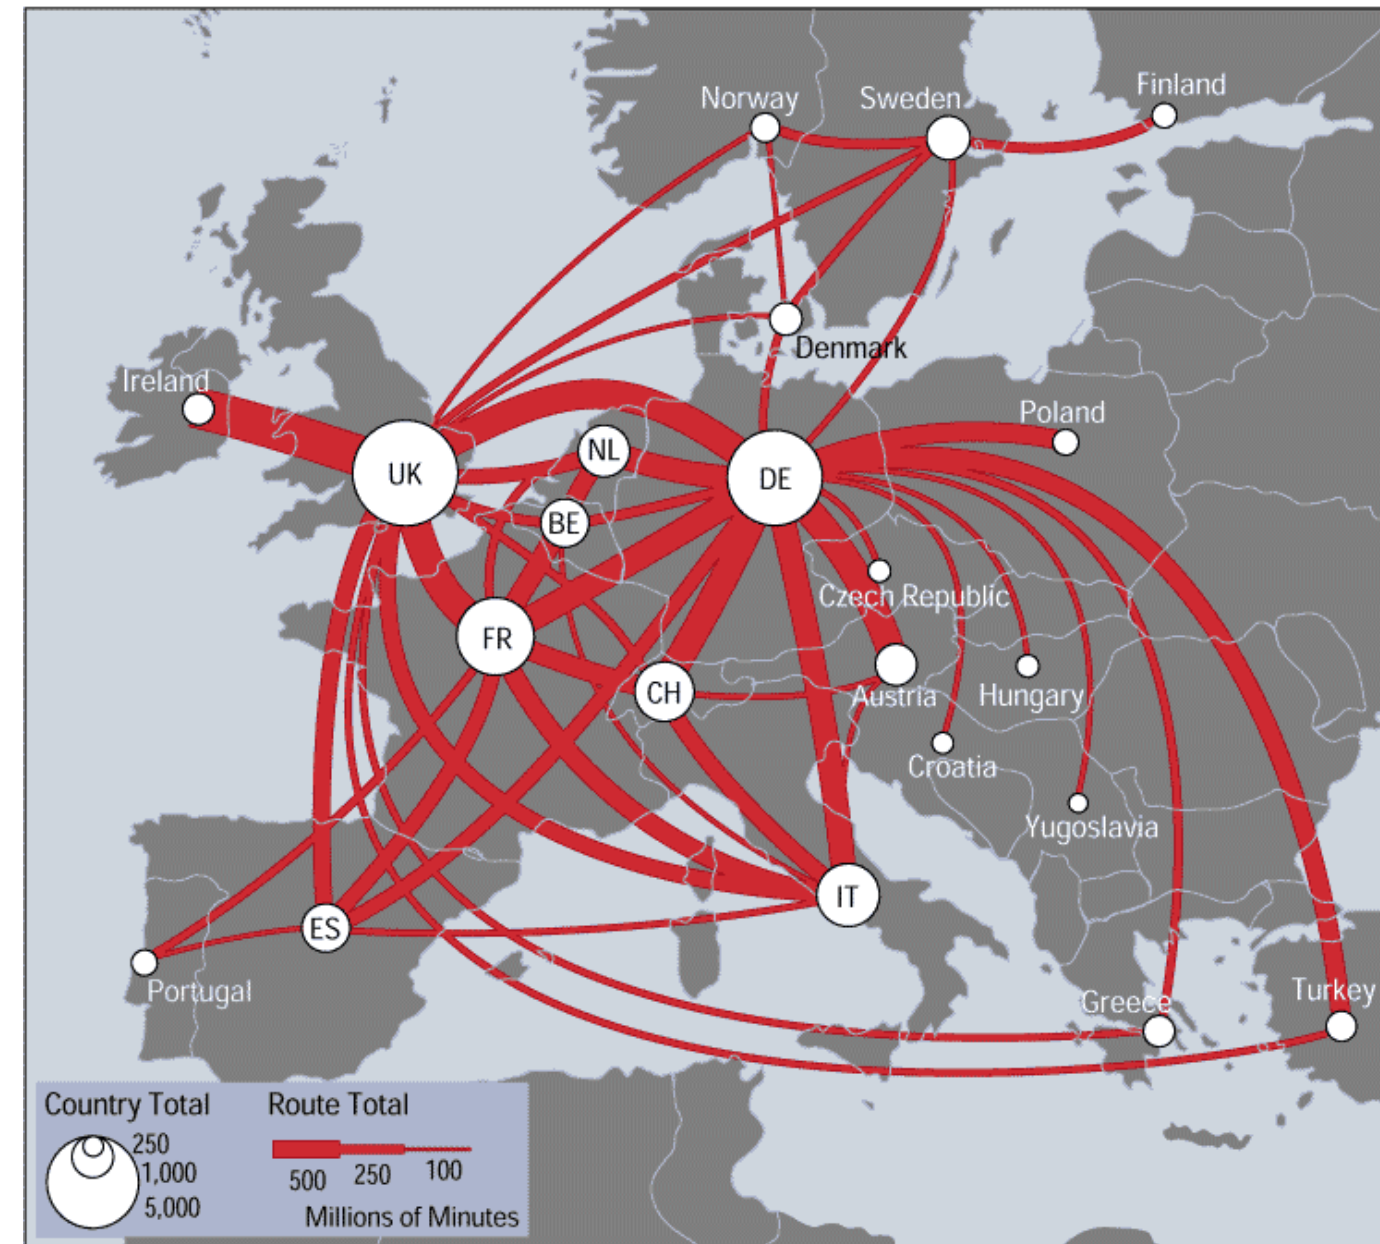 Finland
Norway
Sweden
Denmark
Ireland
Poland
UK
NL
DE
BE
Czech Republic
FR
CH
Austria
Hungary
Croatia
Yugoslavia
IT
ES
Portugal
Greece
Turkey
Country Total
250
1,000
5,000
Route Total
500
250
100
Millions of Minutes